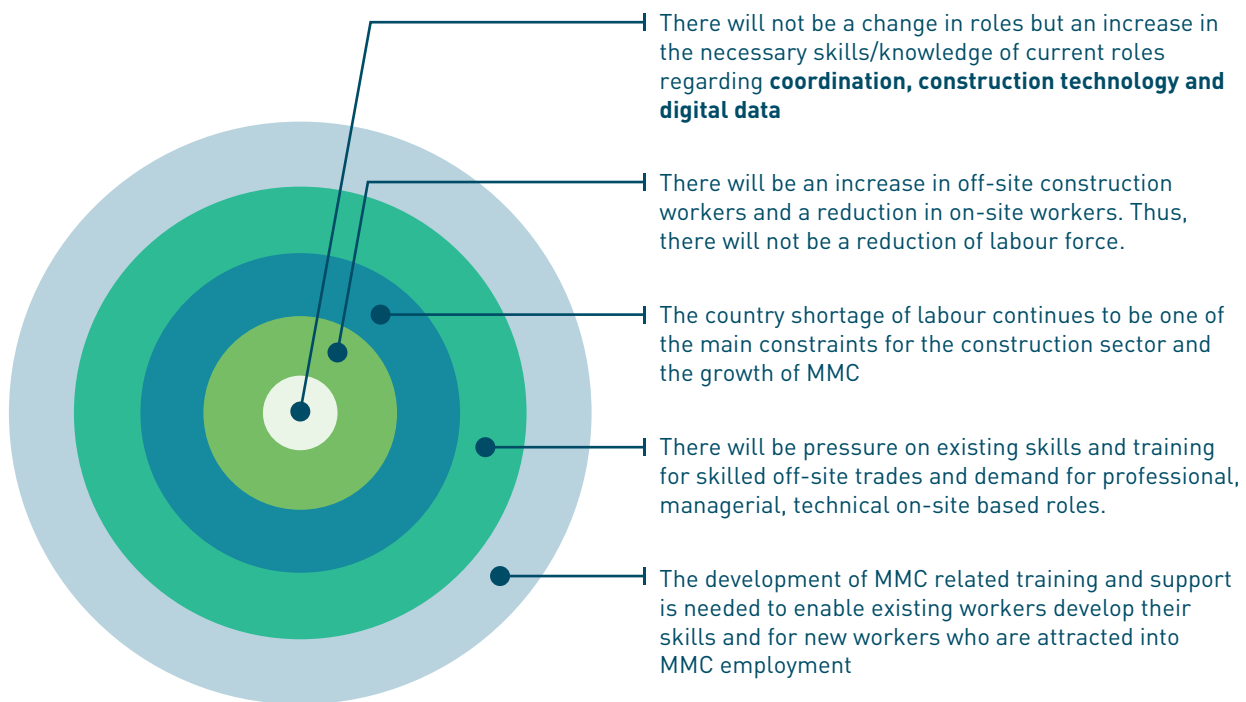 There will not be a change in roles but an increase in
the necessary skills/knowledge of current roles
regarding coordination, construction technology and
digital data
There will be an increase in off-site construction
workers and a reduction in on-site workers. Thus,
there will not be a reduction of labour force.
The country shortage of labour continues to be one of
the main constraints for the construction sector and
the growth of MMC
There will be pressure on existing skills and training
for skilled off-site trades and demand for professional,
managerial, technical on-site based roles.
The development of MMC related training and support
is needed to enable existing workers develop their
skills and for new workers who are attracted into
MMC employment